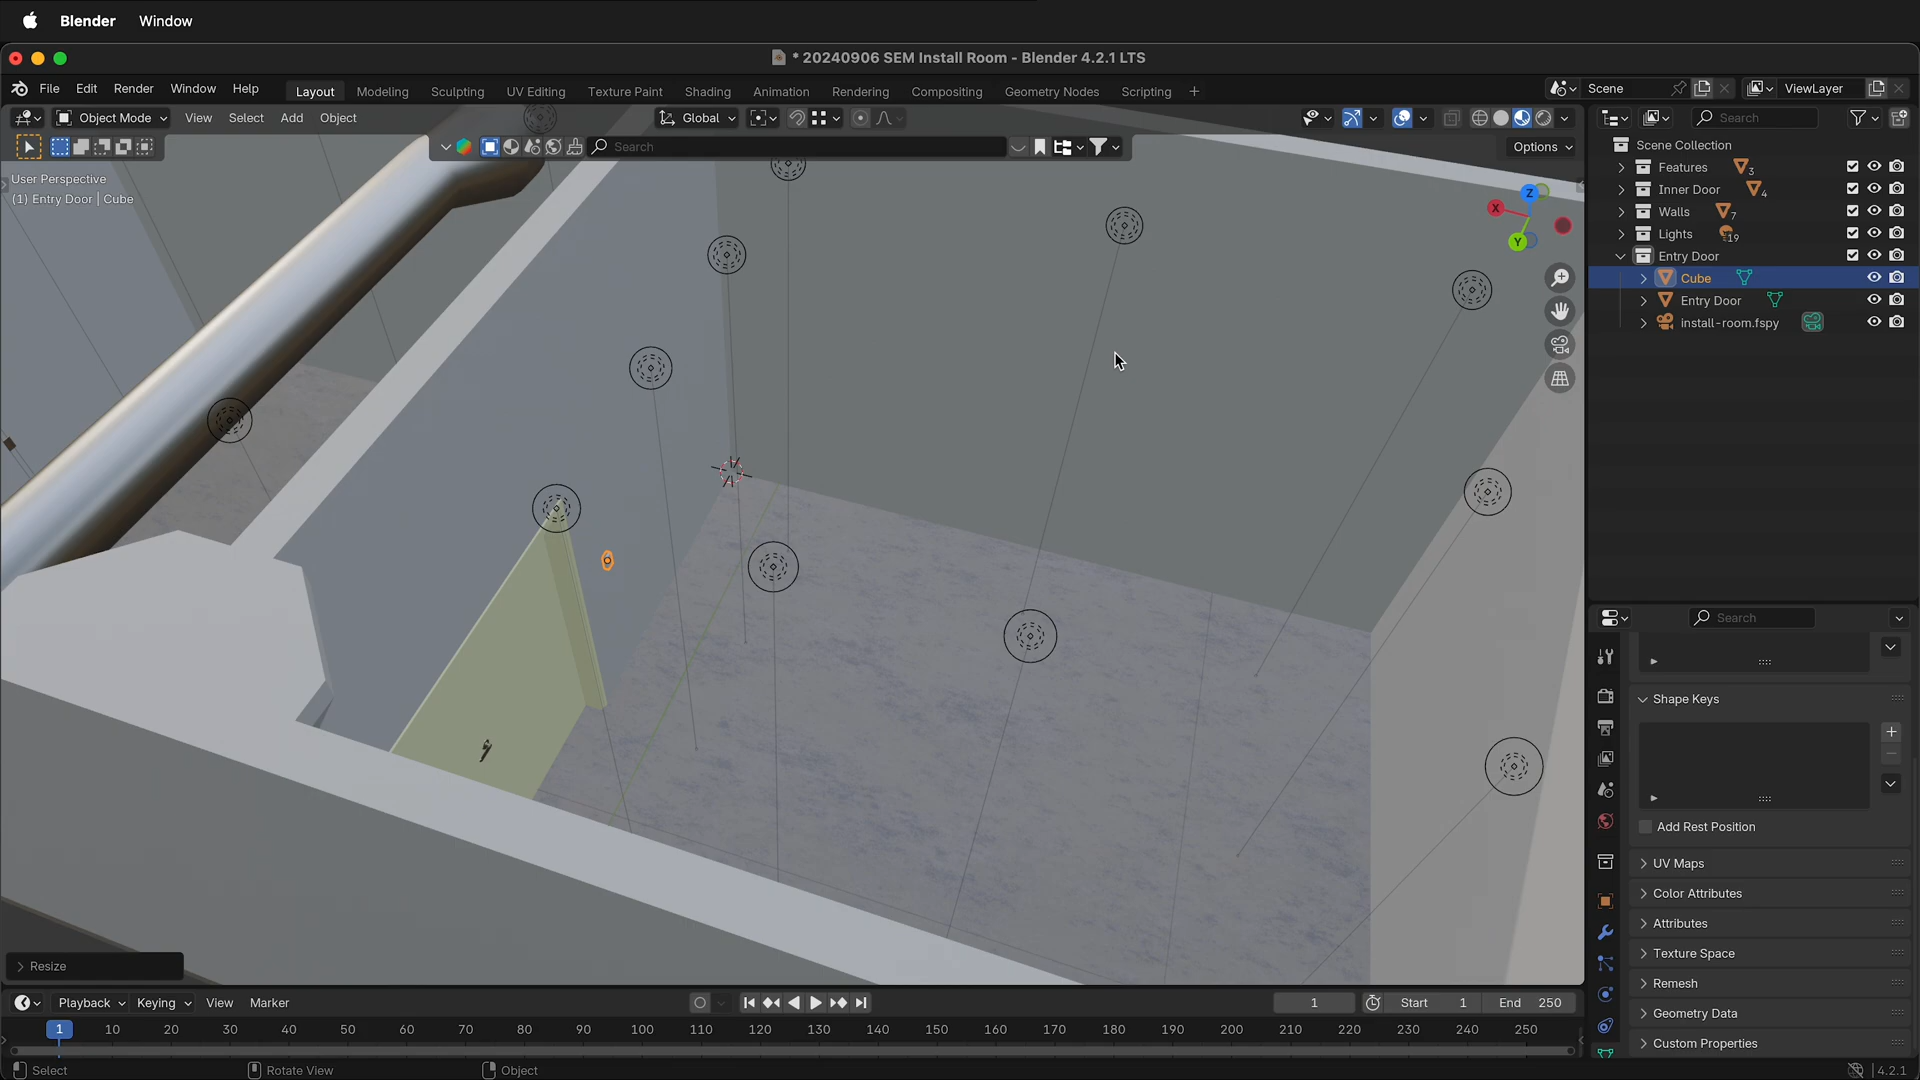 Blender Window
* 20240906 SEM Install Room - Blender 4.2.1 LTS
File Edit Render Window Help Layout Modeling Sculpting UV Editing Texture Paint Shading Animation Rendering Compositing Geometry Nodes Scripting + Scene ViewLayer
Object Mode View Select Add Object Global Search
Search Options
User Perspective
(1) Entry Door | Cube
Z
X
Y
Scene Collection
Features 3
Inner Door 4
Walls 7
Lights 19
Entry Door
Cube
Entry Door
install-room.fspy
Search
Shape Keys
Add Rest Position
UV Maps
Color Attributes
Attributes
Texture Space
Remesh
Geometry Data
Custom Properties
Resize
Playback Keying View Marker 1 Start 1 End 250
1 10 20 30 40 50 60 70 80 90 100 110 120 130 140 150 160 170 180 190 200 210 220 230 240 250
Select Rotate View Object 4.2.1